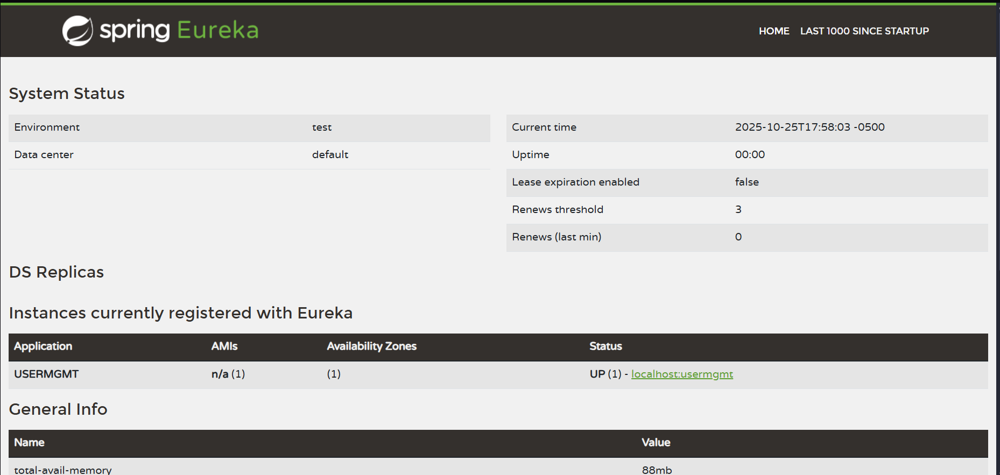 spring Eureka
HOME LAST 1000 SINCE STARTUP
System Status
Environment test
Data center default
Current time 2025-10-25T17:58:03 -0500
Uptime 00:00
Lease expiration enabled false
Renews threshold 3
Renews (last min) 0
DS Replicas
Instances currently registered with Eureka
Application AMIs Availability Zones Status
USERMGMT n/a (1) (1) UP (1) - localhost:usermgmt
General Info
Name Value
total-avail-memory 88mb